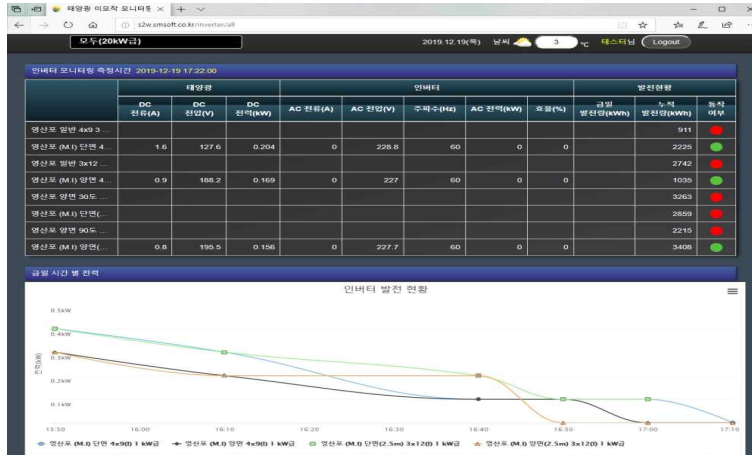 태양광 이모작 모니터링
s2w.smsoft.co.kr/inverter/all
모두(20kW급)
2019.12.19(목) 날씨 3 ℃ 테스터님 Logout
인버터 모니터링 측정시간 2019-12-19 17:22:00
태양광 인버터 발전현황
DC 전류(A) DC 전압(V) DC 전력(kW) AC 전류(A) AC 전압(V) 주파수(Hz) AC 전력(kW) 효율(%) 금일 발전량(kWh) 누적 발전량(kWh) 동작 여부
영산포 일반 4x9 3 ... 911
영산포 (M.I) 단면 4... 1.6 127.6 0.204 0 228.8 60 0 0 2225
영산포 일반 3x12 ... 2742
영산포 (M.I) 양면 4... 0.9 188.2 0.169 0 227 60 0 0 1035
영산포 양면 30도 ... 3263
영산포 (M.I) 단면(... 2859
영산포 양면 90도 ... 2215
영산포 (M.I) 양면(... 0.8 195.5 0.156 0 227.7 60 0 0 3408
금일 시간 별 전력
인버터 발전 현황
0.5kW
0.4kW
0.3kW
0.2kW
0.1kW
전력(kW)
15:50 16:00 16:10 16:20 16:30 16:40 16:50 17:00 17:10
영산포 (M.I) 단면 4x9(l) 1 kW급 영산포 (M.I) 양면 4x9(l) 1 kW급 영산포 (M.I) 단면(2.5m) 3x12(l) 1 kW급 영산포 (M.I) 양면(2.5m) 3x12(l) 1 kW급